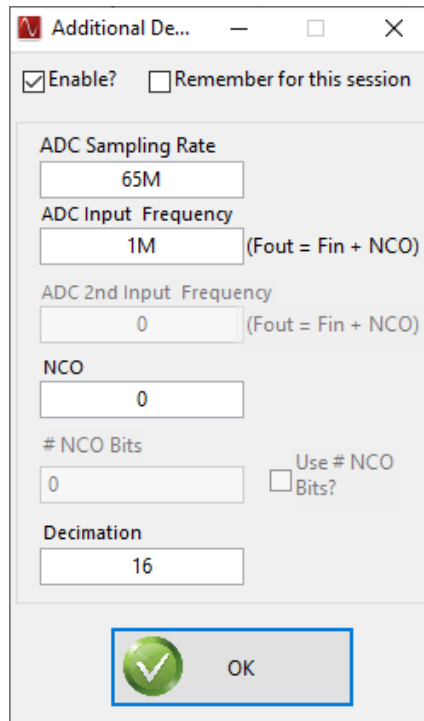 Additional De...
Enable? Remember for this session
ADC Sampling Rate
65M
ADC Input Frequency
1M (Fout = Fin + NCO)
ADC 2nd Input Frequency
0 (Fout = Fin + NCO)
NCO
0
# NCO Bits
0
Use # NCO
Bits?
Decimation
16
OK